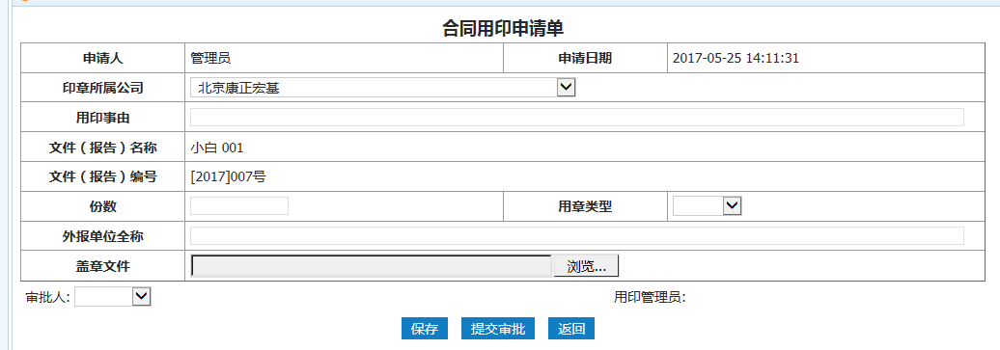 合同用印申请单
申请人 管理员 申请日期 2017-05-25 14:11:31
印章所属公司 北京康正宏基
用印事由
文件（报告）名称 小白 001
文件（报告）编号 [2017]007号
份数 用章类型
外报单位全称
盖章文件 浏览...
审批人: 用印管理员:
保存 提交审批 返回